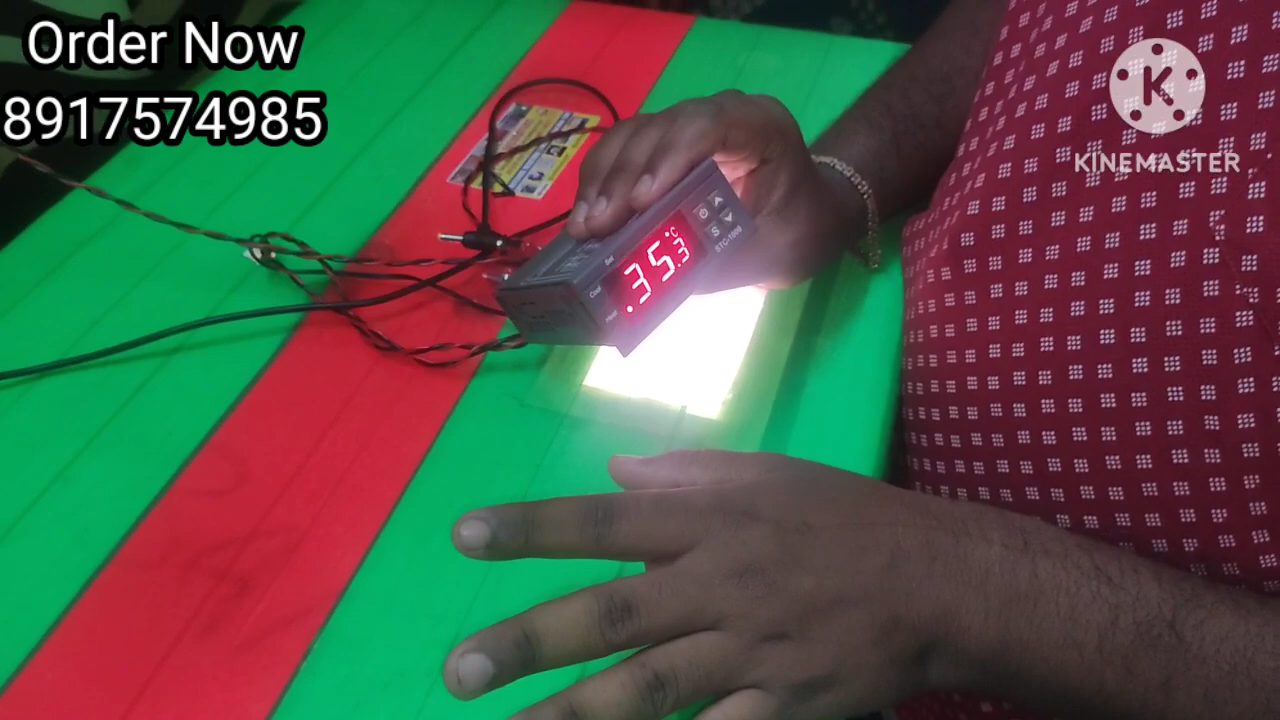 Order Now
8917574985
KINEMASTER
Set
Cool
Heat
35.3
°C
S
STC-1000